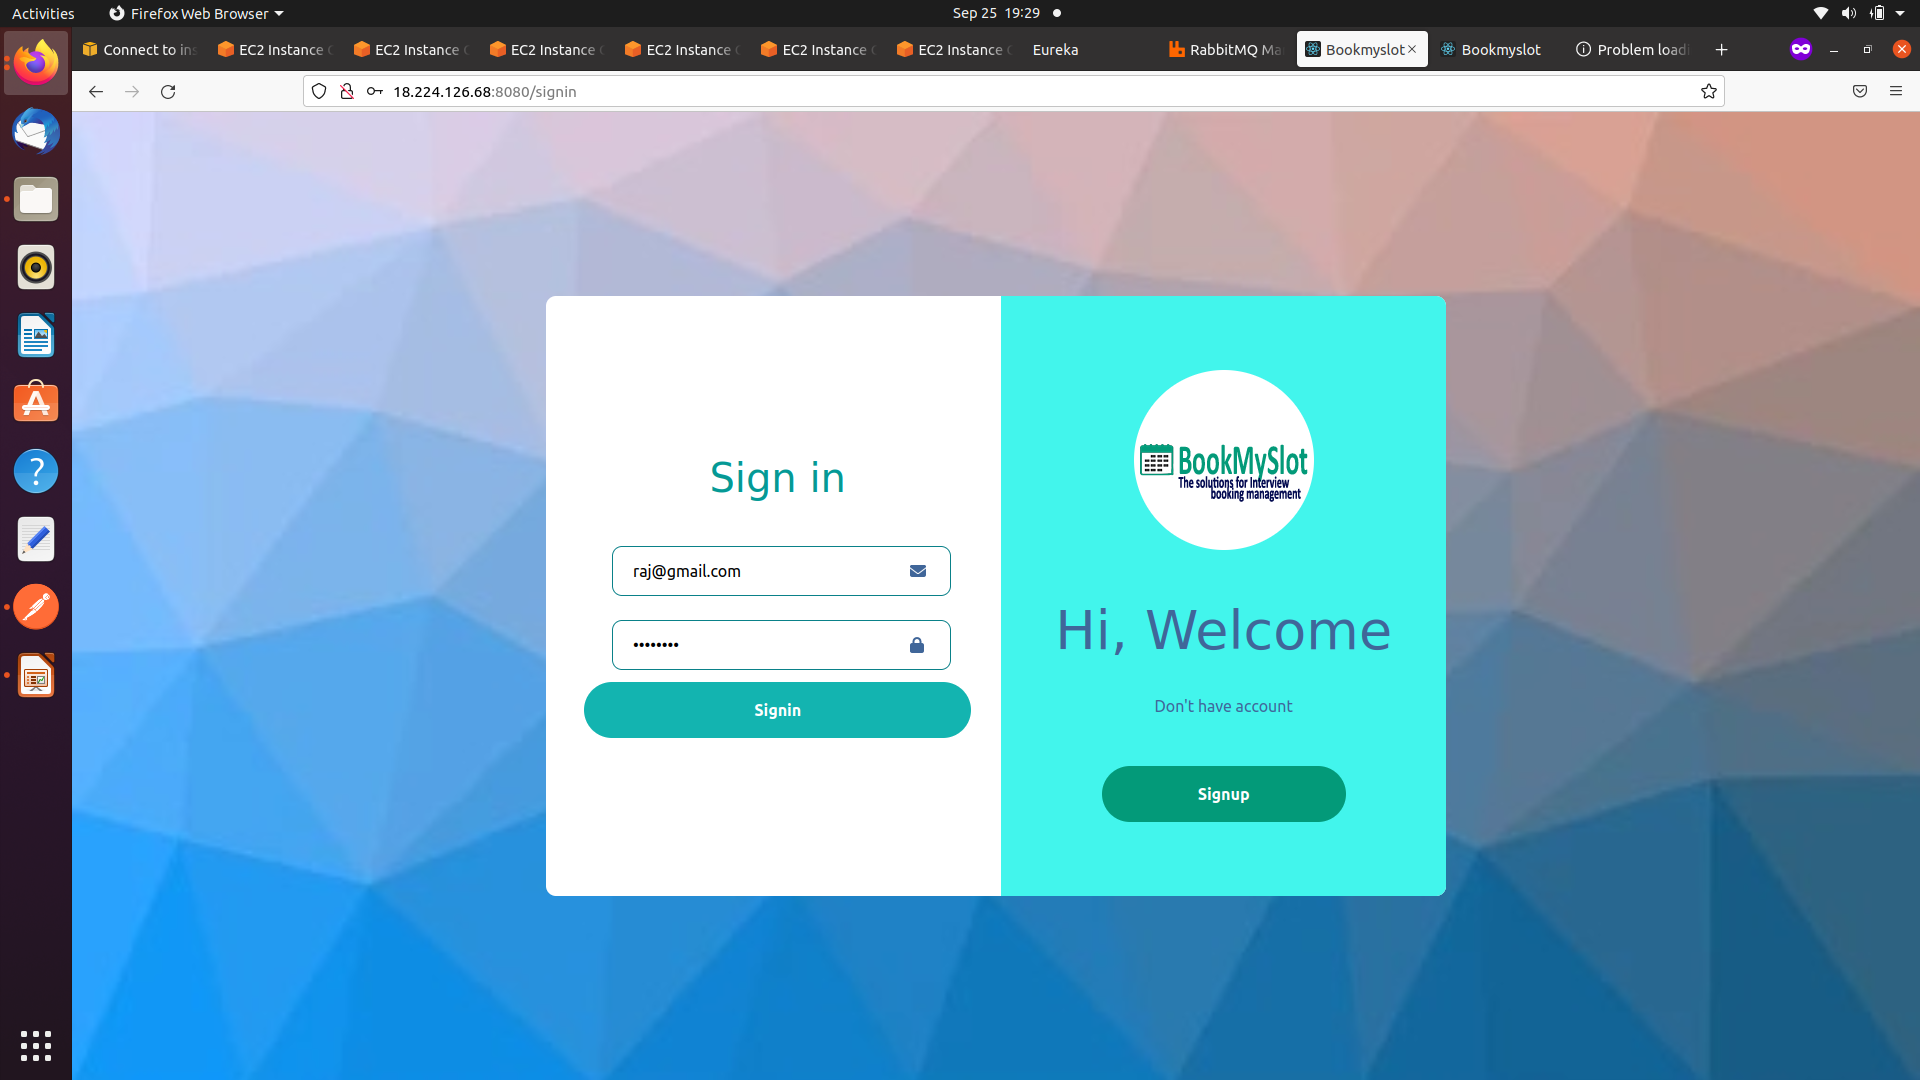 Activities
Firefox Web Browser
Sep 25 19:29
Connect to ins
EC2 Instance
EC2 Instance
EC2 Instance
EC2 Instance
EC2 Instance
EC2 Instance
Eureka
RabbitMQ Ma
Bookmyslot
Bookmyslot
Problem loadi
18.224.126.68:8080/signin
Sign in
raj@gmail.com
Signin
BookMySlot
The solutions for Interview
booking management
Hi, Welcome
Don't have account
Signup